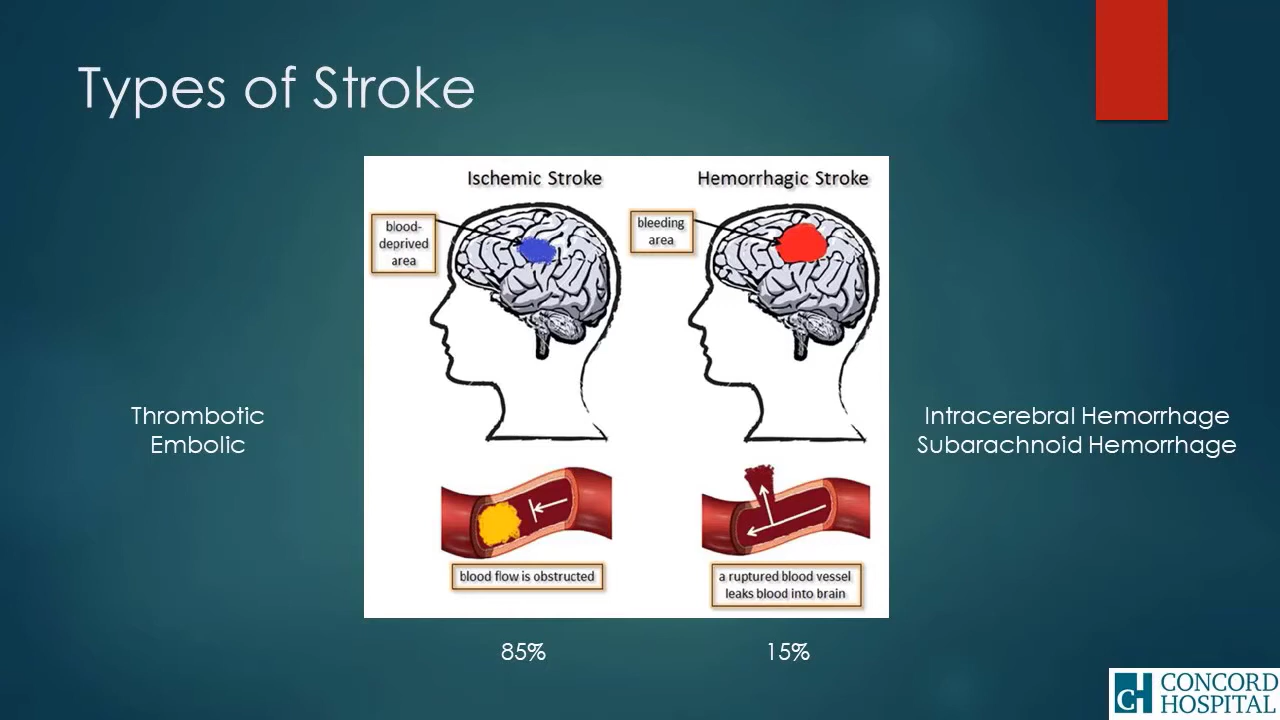 Types of Stroke
Ischemic Stroke
Hemorrhagic Stroke
blood-
deprived
area
bleeding
area
Thrombotic
Embolic
Intracerebral Hemorrhage
Subarachnoid Hemorrhage
blood flow is obstructed
a ruptured blood vessel
leaks blood into brain
85%
15%
CH
CONCORD
HOSPITAL